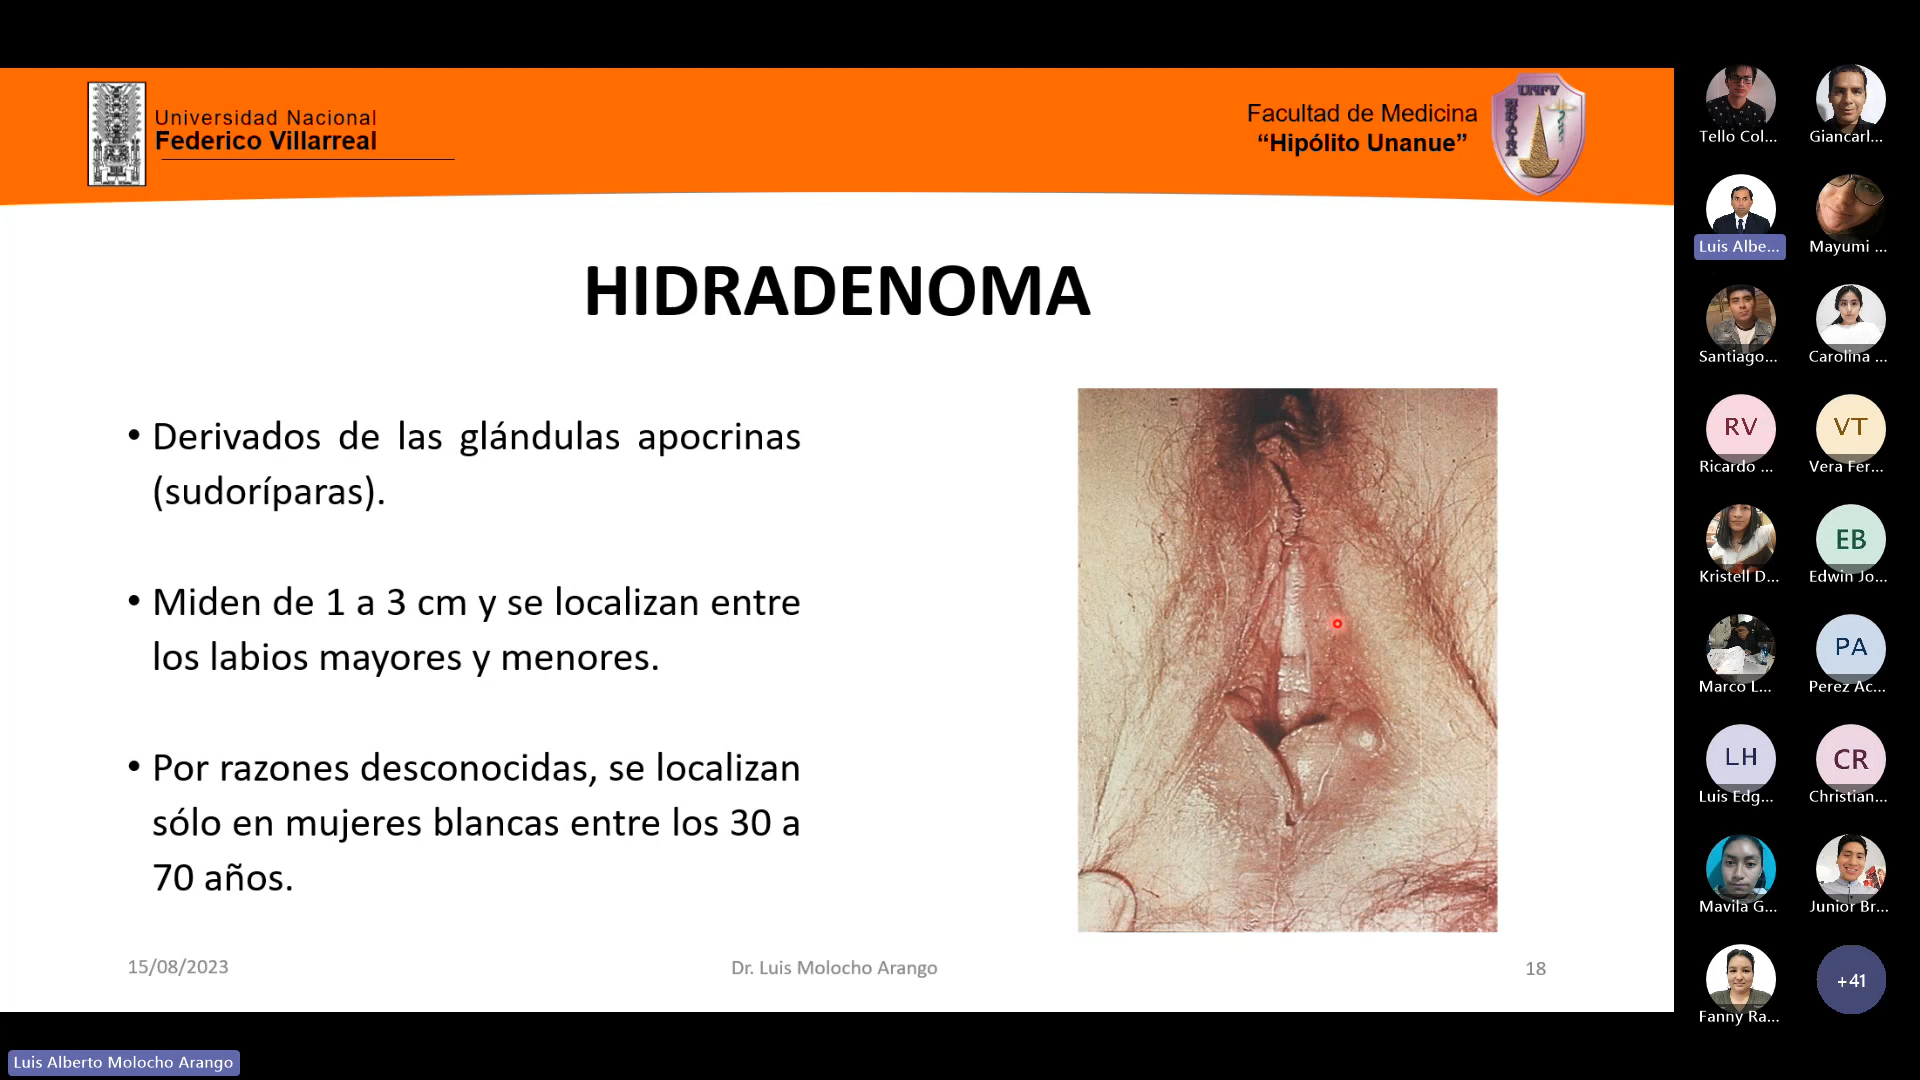 Universidad Nacional
Federico Villarreal
Facultad de Medicina
“Hipólito Unanue”
UNFV
MEDICINA
HIDRADENOMA
• Derivados de las glándulas apocrinas
(sudoríparas).
• Miden de 1 a 3 cm y se localizan entre
los labios mayores y menores.
• Por razones desconocidas, se localizan
sólo en mujeres blancas entre los 30 a
70 años.
15/08/2023
Dr. Luis Molocho Arango
18
Tello Col...
Giancarl...
Luis Albe...
Mayumi ...
Santiago...
Carolina ...
RV
VT
Ricardo ...
Vera Fer...
EB
Kristell D...
Edwin Jo...
PA
Marco L...
Perez Ac...
LH
CR
Luis Edg...
Christian...
Mavila G...
Junior Br...
+41
Fanny Ra...
Luis Alberto Molocho Arango